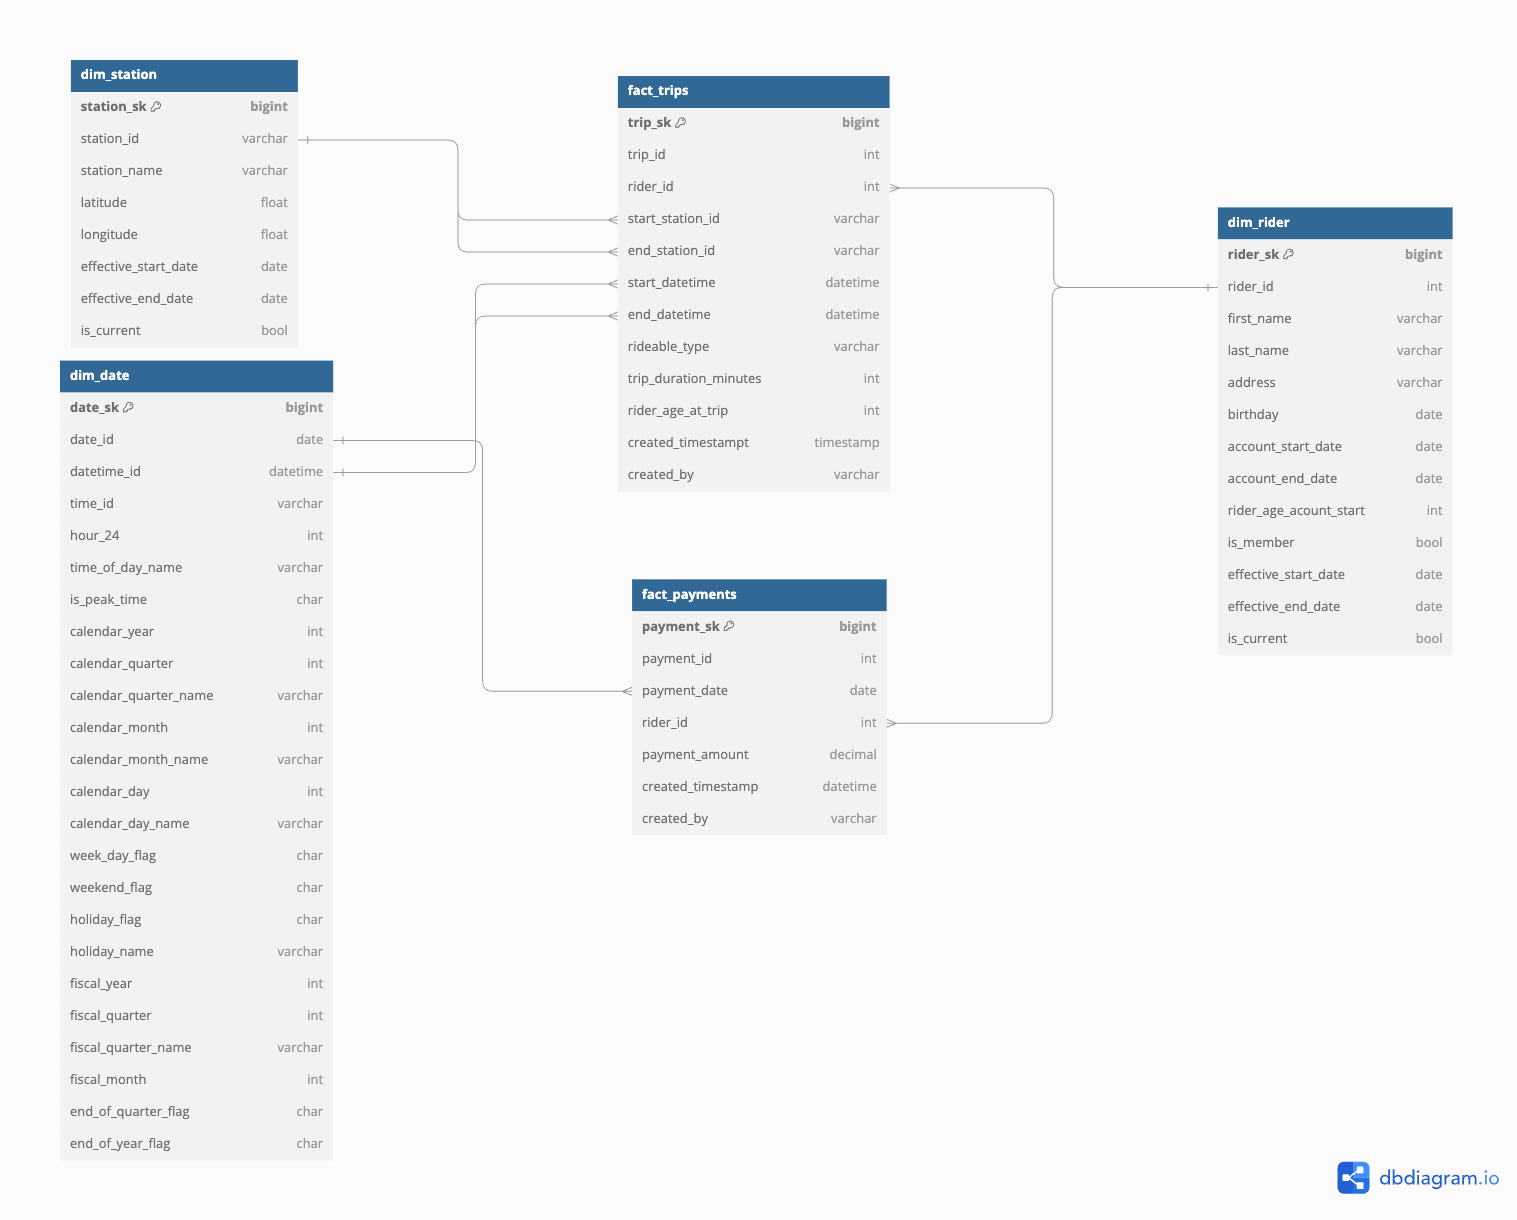 dim_station
station_sk bigint
station_id varchar
station_name varchar
latitude float
longitude float
effective_start_date date
effective_end_date date
is_current bool
dim_date
date_sk bigint
date_id date
datetime_id datetime
time_id varchar
hour_24 int
time_of_day_name varchar
is_peak_time char
calendar_year int
calendar_quarter int
calendar_quarter_name varchar
calendar_month int
calendar_month_name varchar
calendar_day int
calendar_day_name varchar
week_day_flag char
weekend_flag char
holiday_flag char
holiday_name varchar
fiscal_year int
fiscal_quarter int
fiscal_quarter_name varchar
fiscal_month int
end_of_quarter_flag char
end_of_year_flag char
fact_trips
trip_sk bigint
trip_id int
rider_id int
start_station_id varchar
end_station_id varchar
start_datetime datetime
end_datetime datetime
rideable_type varchar
trip_duration_minutes int
rider_age_at_trip int
created_timestampt timestamp
created_by varchar
fact_payments
payment_sk bigint
payment_id int
payment_date date
rider_id int
payment_amount decimal
created_timestamp datetime
created_by varchar
dim_rider
rider_sk bigint
rider_id int
first_name varchar
last_name varchar
address varchar
birthday date
account_start_date date
account_end_date date
rider_age_acount_start int
is_member bool
effective_start_date date
effective_end_date date
is_current bool
dbdiagram.io